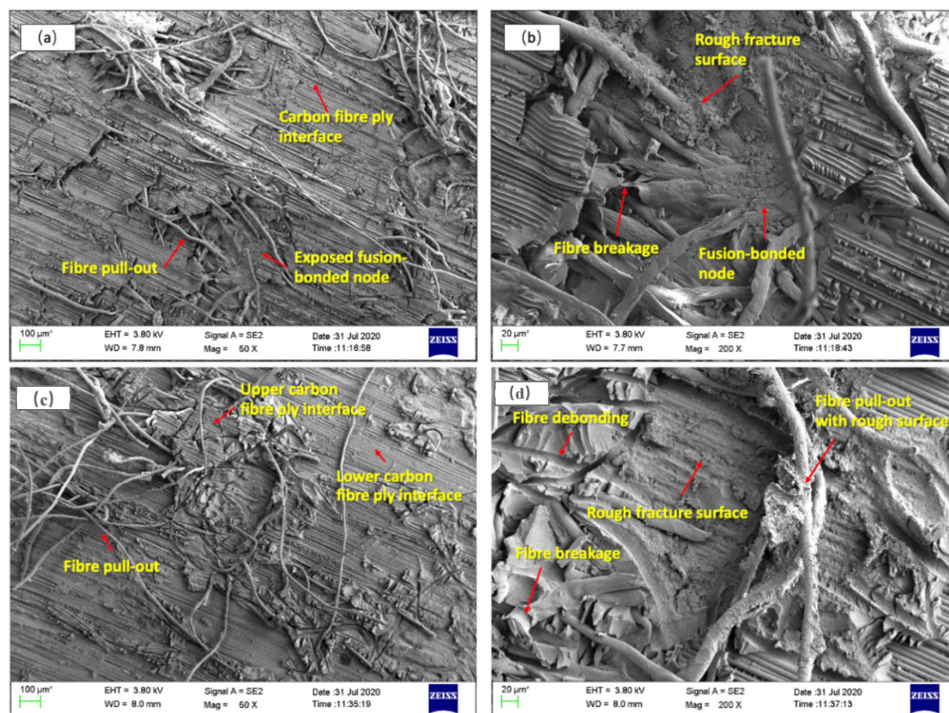 (a)
Carbon fibre ply
interface
Fibre pull-out
Exposed fusion-
bonded node
100 µm*
EHT = 3.80 kV
Signal A = SE2
Date :31 Jul 2020
WD = 7.8 mm
Mag = 50 X
Time :11:16:58
ZEISS
(b)
Rough fracture
surface
Fibre breakage
Fusion-bonded
node
20 µm*
EHT = 3.80 kV
Signal A = SE2
Date :31 Jul 2020
WD = 7.7 mm
Mag = 200 X
Time :11:18:43
ZEISS
(c)
Upper carbon
fibre ply interface
Lower carbon
fibre ply interface
Fibre pull-out
100 µm*
EHT = 3.80 kV
Signal A = SE2
Date :31 Jul 2020
WD = 8.0 mm
Mag = 50 X
Time :11:35:19
ZEISS
(d)
Fibre debonding
Fibre pull-out
with rough surface
Rough fracture surface
Fibre breakage
20 µm*
EHT = 3.80 kV
Signal A = SE2
Date :31 Jul 2020
WD = 8.0 mm
Mag = 200 X
Time :11:37:13
ZEISS